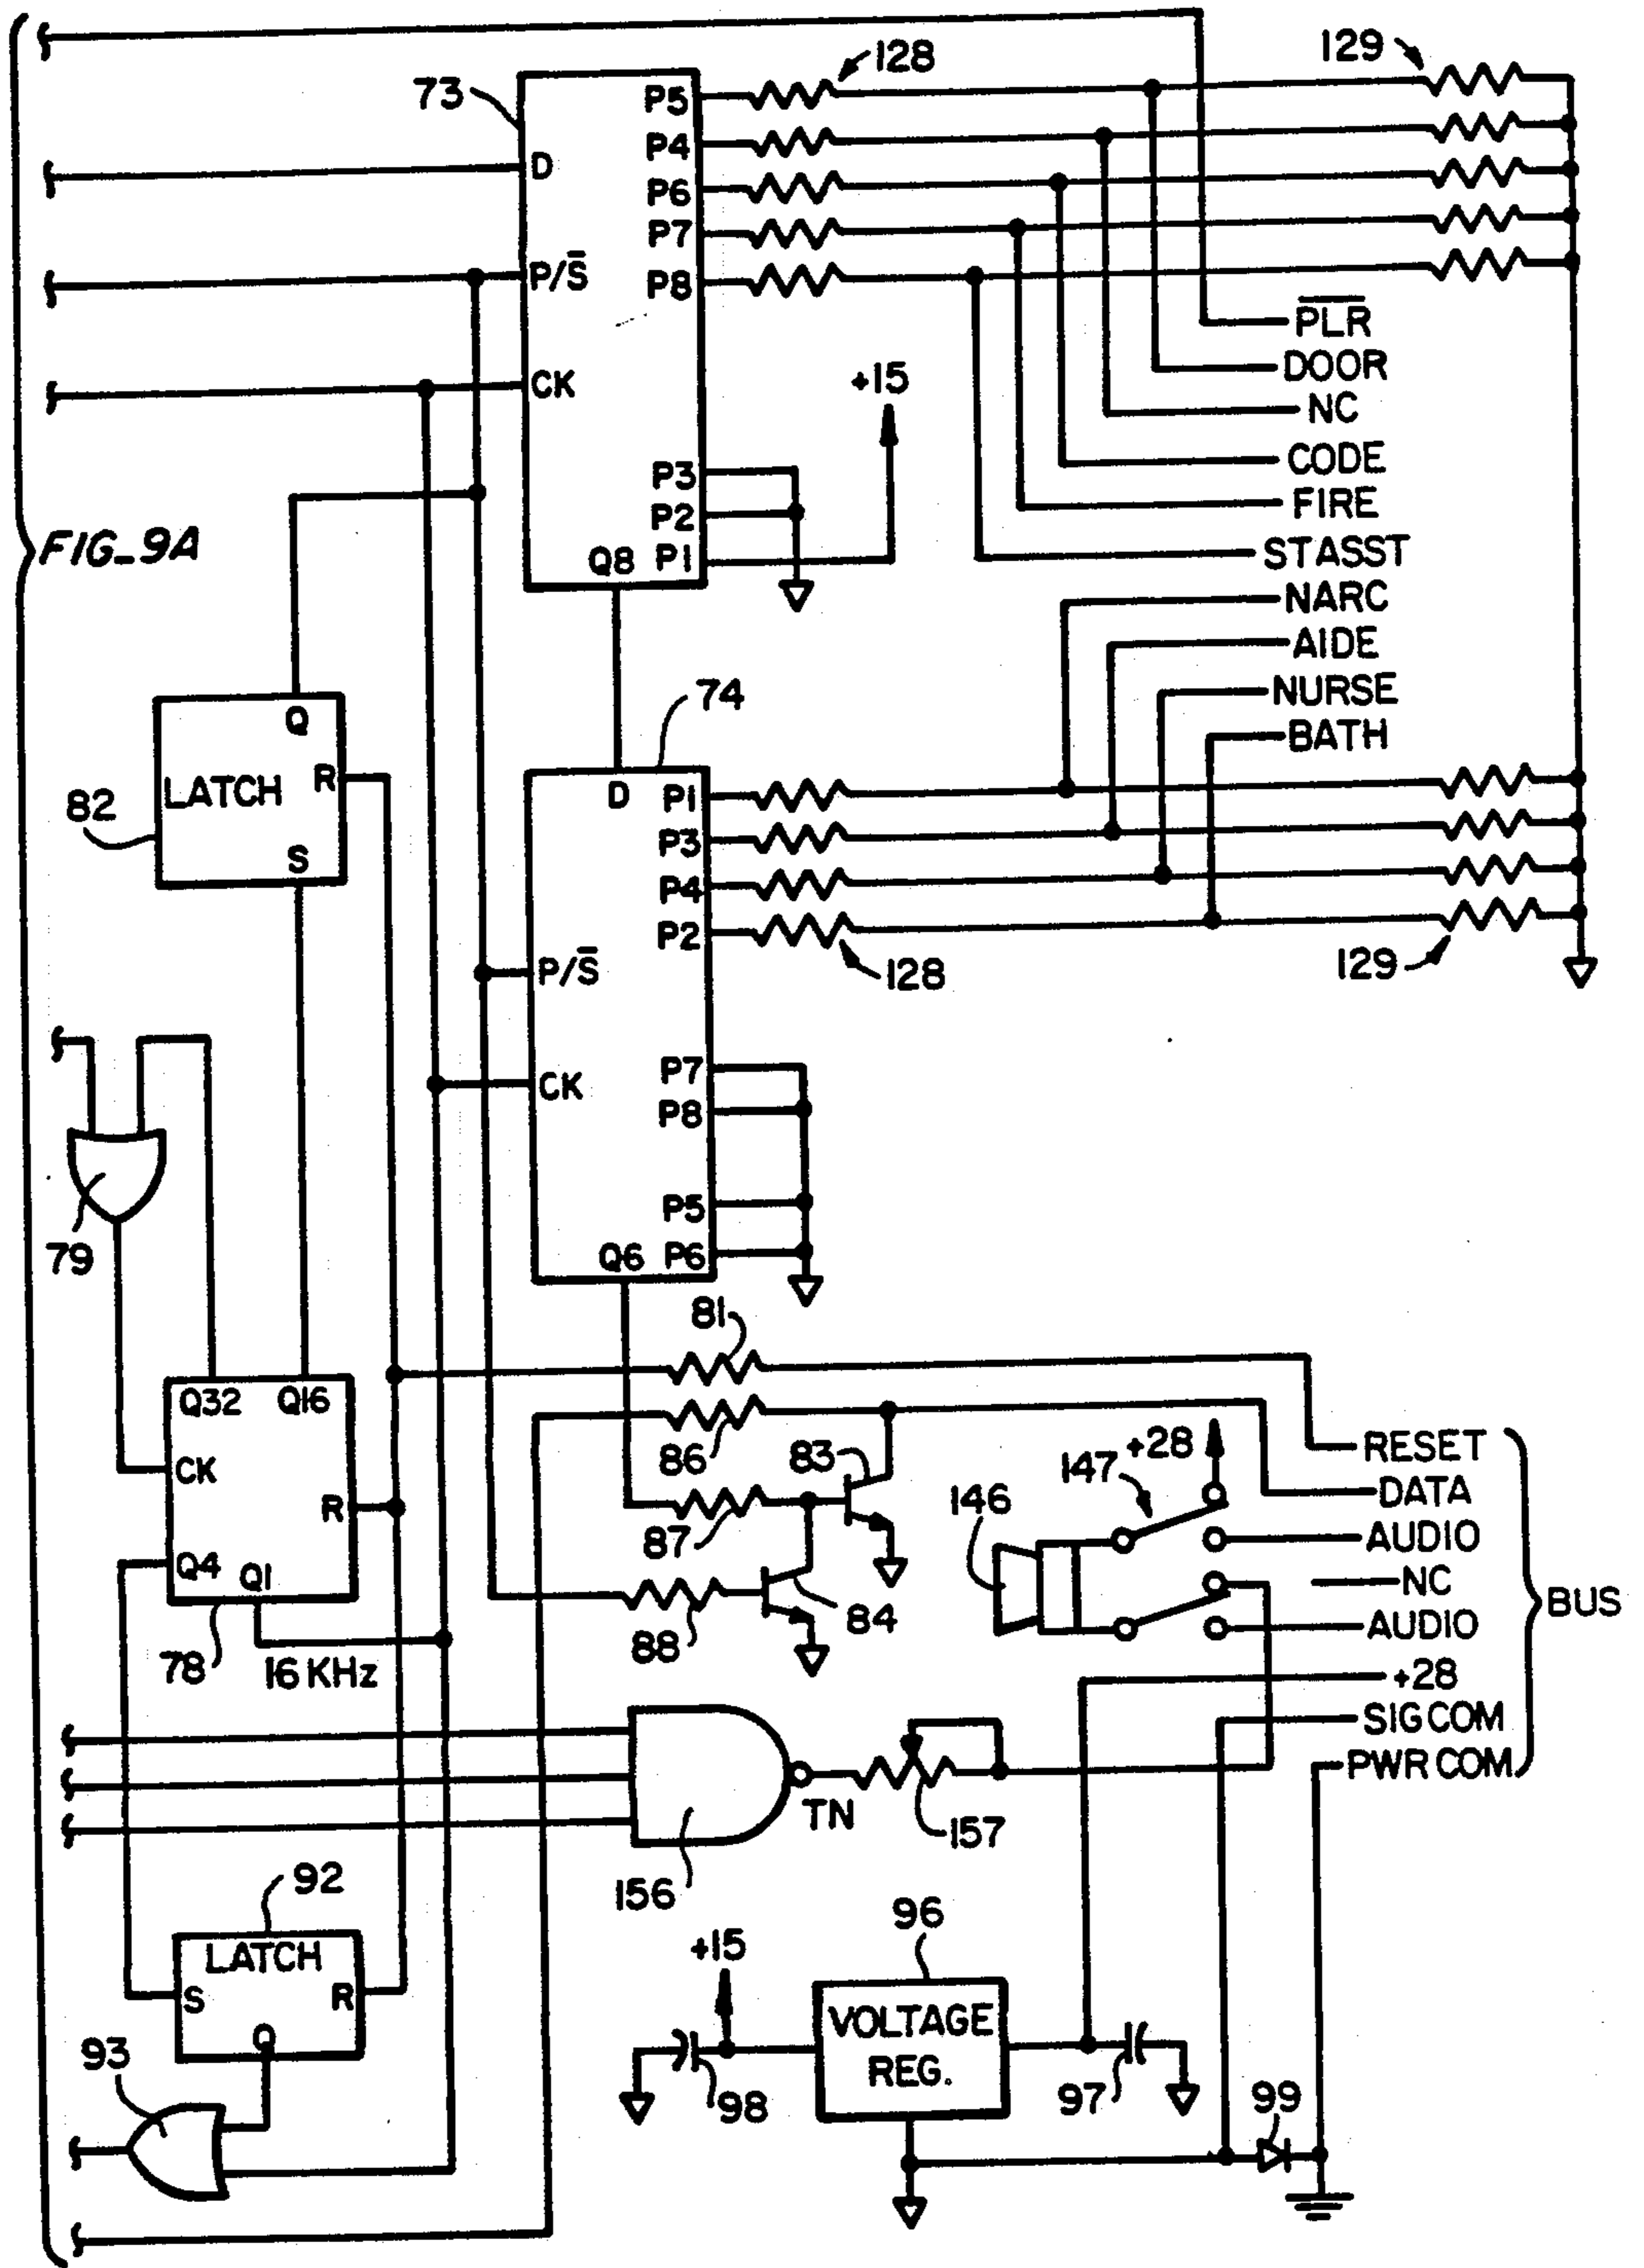 128
129
73
P5
P4
D
P6
P7
P/S̅
P8
P̅L̅R̅
DOOR
+15
CK
NC
CODE
P3
FIRE
P2
FIG_9A
Q8 P1
STASST
NARC
AIDE
74
NURSE
Q
BATH
R
LATCH
82
D P1
P3
S
P4
P2
P/S̅
128
129
P7
CK
P8
P5
79
Q6 P6
81
Q32 Q16
RESET
86
83
+28
147
CK
DATA
146
R
AUDIO
87
Q4
Q1
NC
BUS
84
AUDIO
88
78
16 KHz
+28
SIG COM
PWR COM
TN
157
156
92
96
+15
LATCH
S
R
VOLTAGE
REG.
Q
93
98
97
99